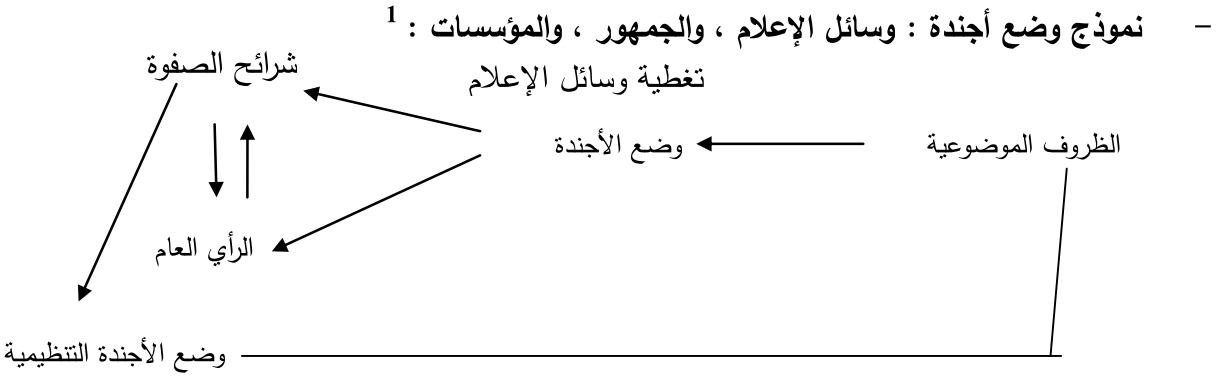 – نموذج وضع أجندة : وسائل الإعلام ، والجمهور ، والمؤسسات : 1
شرائح الصفوة
تغطية وسائل الإعلام
الظروف الموضوعية
وضع الأجندة
الرأي العام
وضع الأجندة التنظيمية